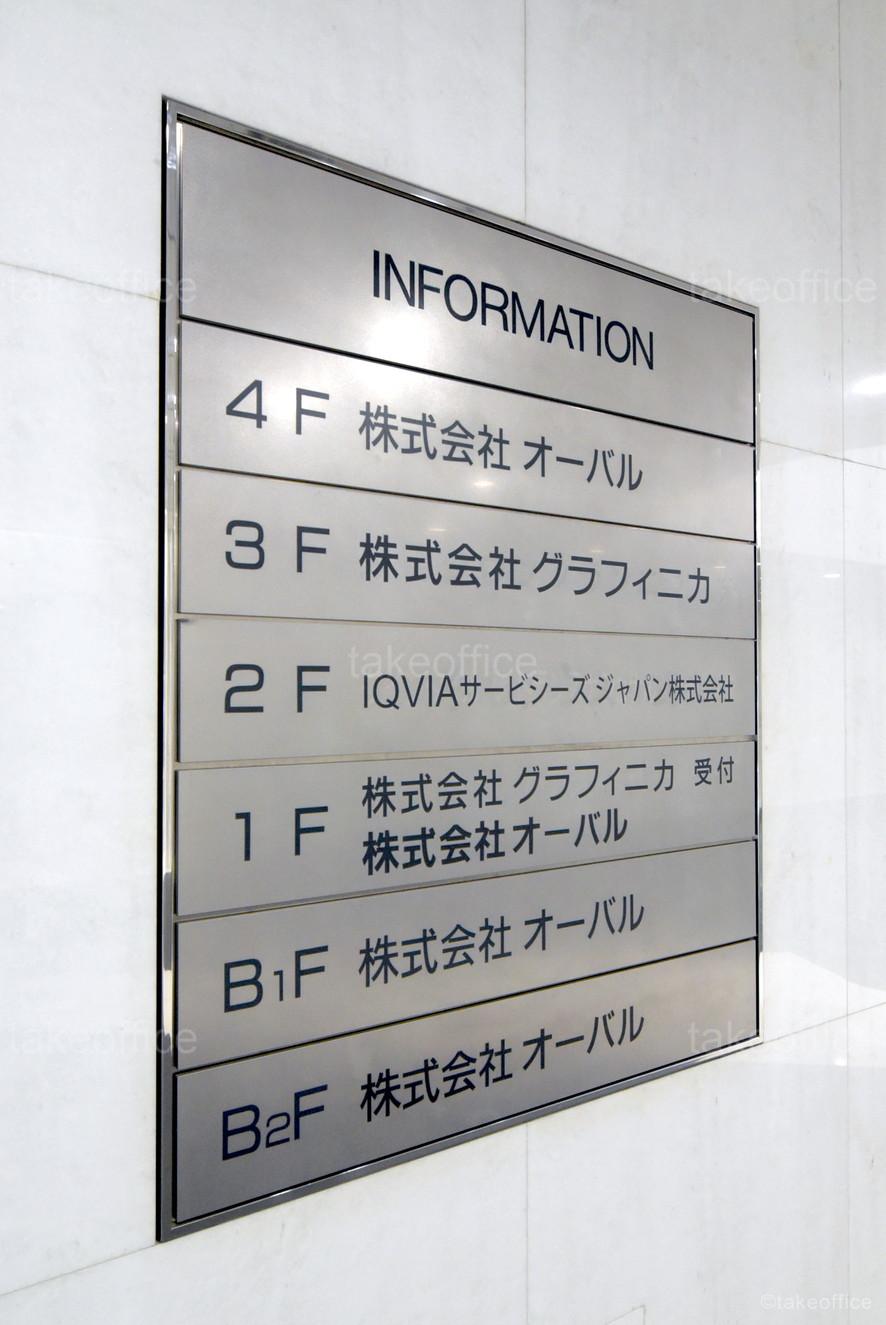 INFORMATION
4F 株式会社 オーバル
3F 株式会社 グラフィニカ
2F IQVIAサービシーズ ジャパン株式会社
1F 株式会社 グラフィニカ 受付
株式会社 オーバル
B1F 株式会社 オーバル
B2F 株式会社 オーバル
takeoffice
takeoffice
takeoffice
takeoffice
takeoffice
©takeoffice